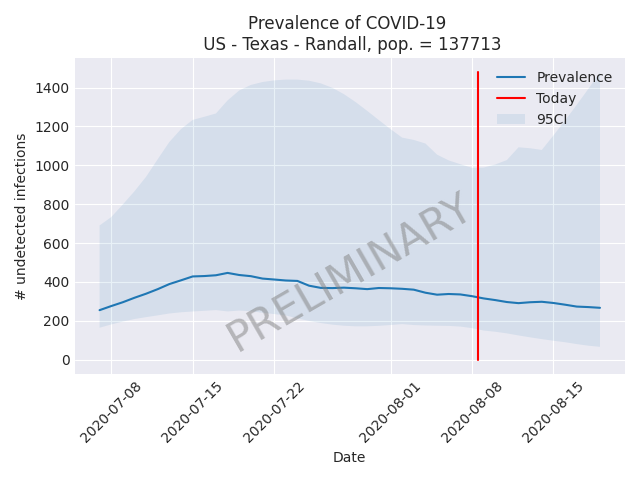 Prevalence of COVID-19
US - Texas - Randall, pop. = 137713
Prevalence
Today
95CI
1400
1200
1000
800
600
400
200
0
# undetected infections
PRELIMINARY
2020-07-08
2020-07-15
2020-07-22
2020-08-01
2020-08-08
2020-08-15
Date